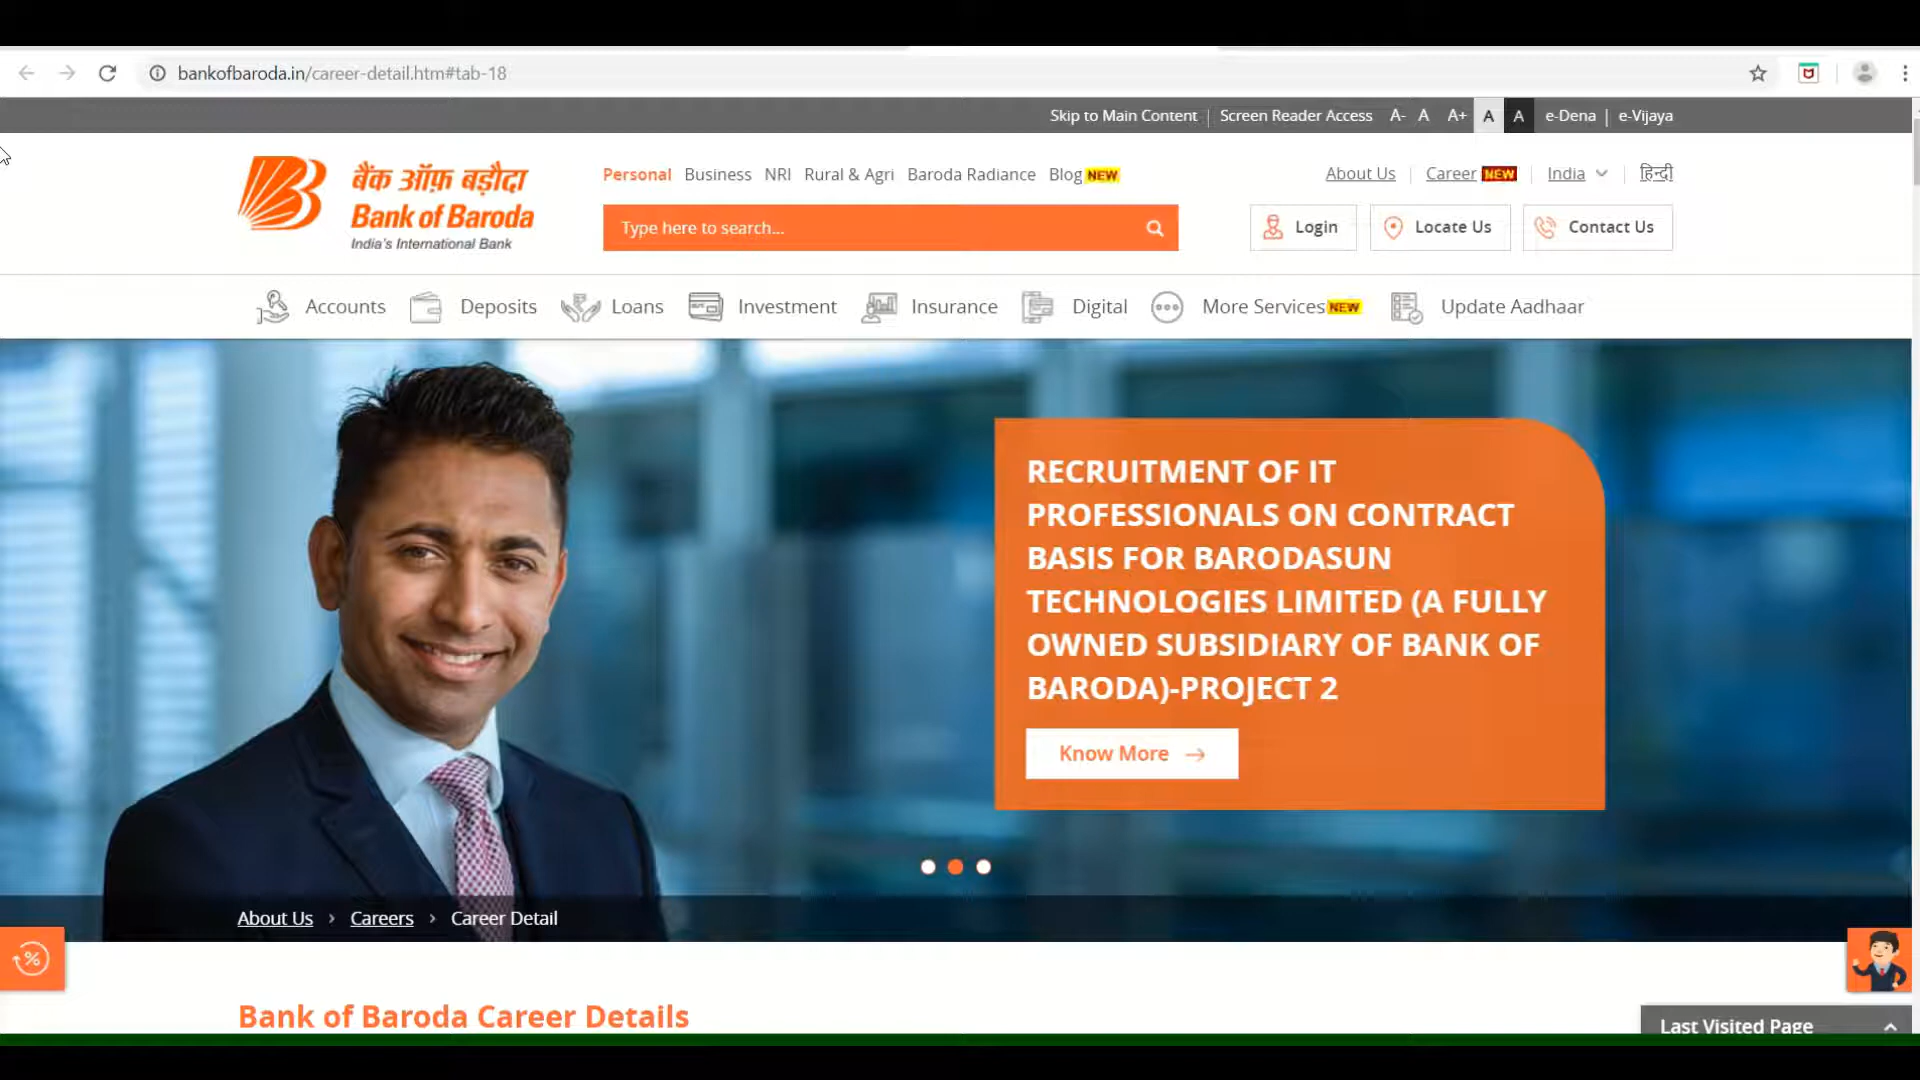 bankofbaroda.in/career-detail.htm#tab-18
Skip to Main Content | Screen Reader Access A- A A+ A A e-Dena | e-Vijaya
बैंक ऑफ़ बड़ौदा
Bank of Baroda
India's International Bank
Personal Business NRI Rural & Agri Baroda Radiance Blog NEW
About Us | Career NEW | India | हिन्दी
Type here to search...
Login
Locate Us
Contact Us
Accounts Deposits Loans Investment Insurance Digital More Services NEW Update Aadhaar
RECRUITMENT OF IT
PROFESSIONALS ON CONTRACT
BASIS FOR BARODASUN
TECHNOLOGIES LIMITED (A FULLY
OWNED SUBSIDIARY OF BANK OF
BARODA)-PROJECT 2
Know More →
About Us › Careers › Career Detail
%
Bank of Baroda Career Details
Last Visited Page